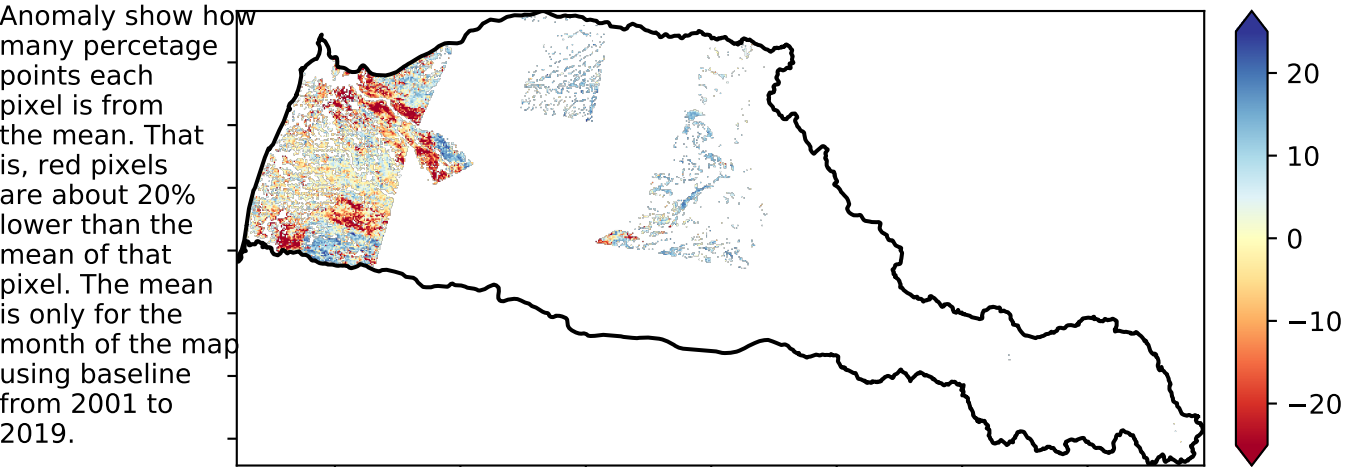 Anomaly show how
many percetage
points each
pixel is from
the mean. That
is, red pixels
are about 20%
lower than the
mean of that
pixel. The mean
is only for the
month of the map
using baseline
from 2001 to
2019.
20
10
0
−10
−20